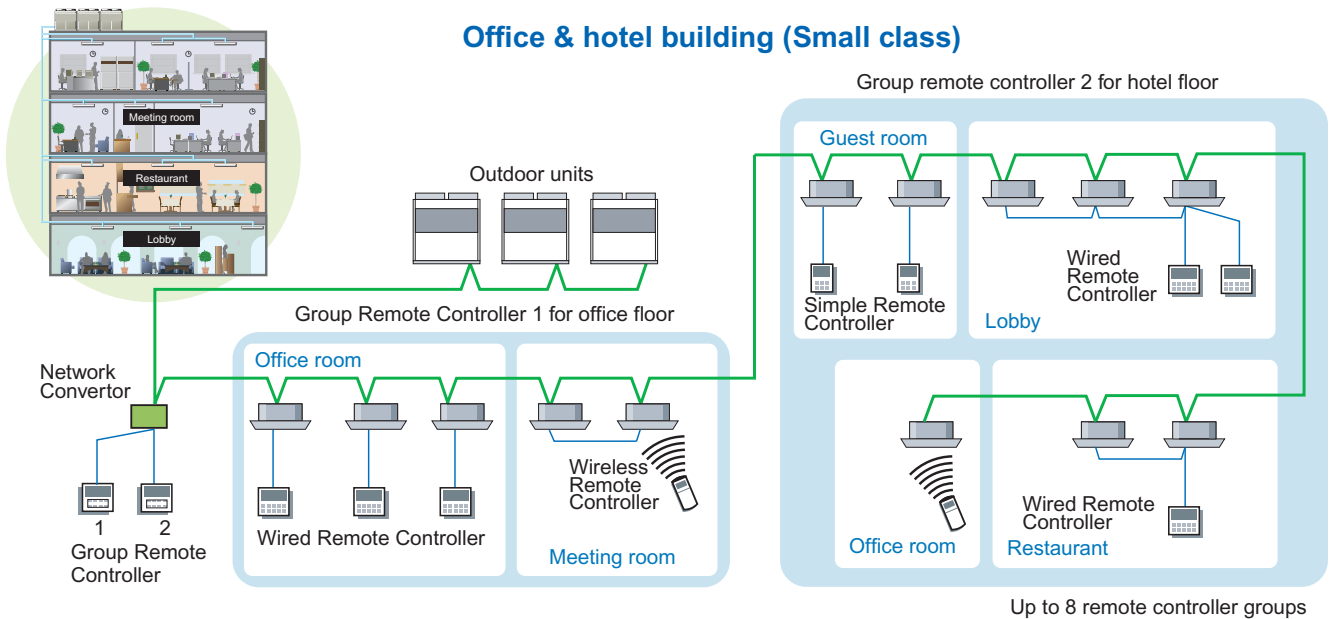 Office & hotel building (Small class)
Meeting room
Restaurant
Lobby
Outdoor units
Group Remote Controller 1 for office floor
Network
Convertor
1
2
Group Remote
Controller
Office room
Wired Remote Controller
Wireless
Remote
Controller
Meeting room
Group remote controller 2 for hotel floor
Guest room
Simple Remote
Controller
Wired
Remote
Controller
Lobby
Office room
Wired Remote
Controller
Restaurant
Up to 8 remote controller groups